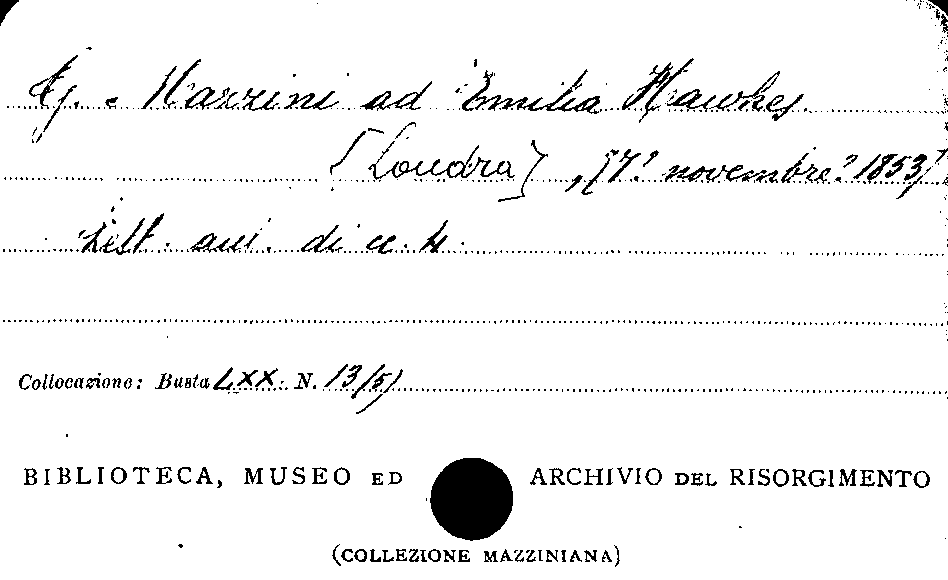 G. Mazzini ad Emilia Hawkes
[Londra], [7? novembre? 1853]
Lett. aut. di cc. 4.
Collocazione: Busta LXX. N. 13/5)
BIBLIOTECA, MUSEO ED ARCHIVIO DEL RISORGIMENTO
(COLLEZIONE MAZZINIANA)